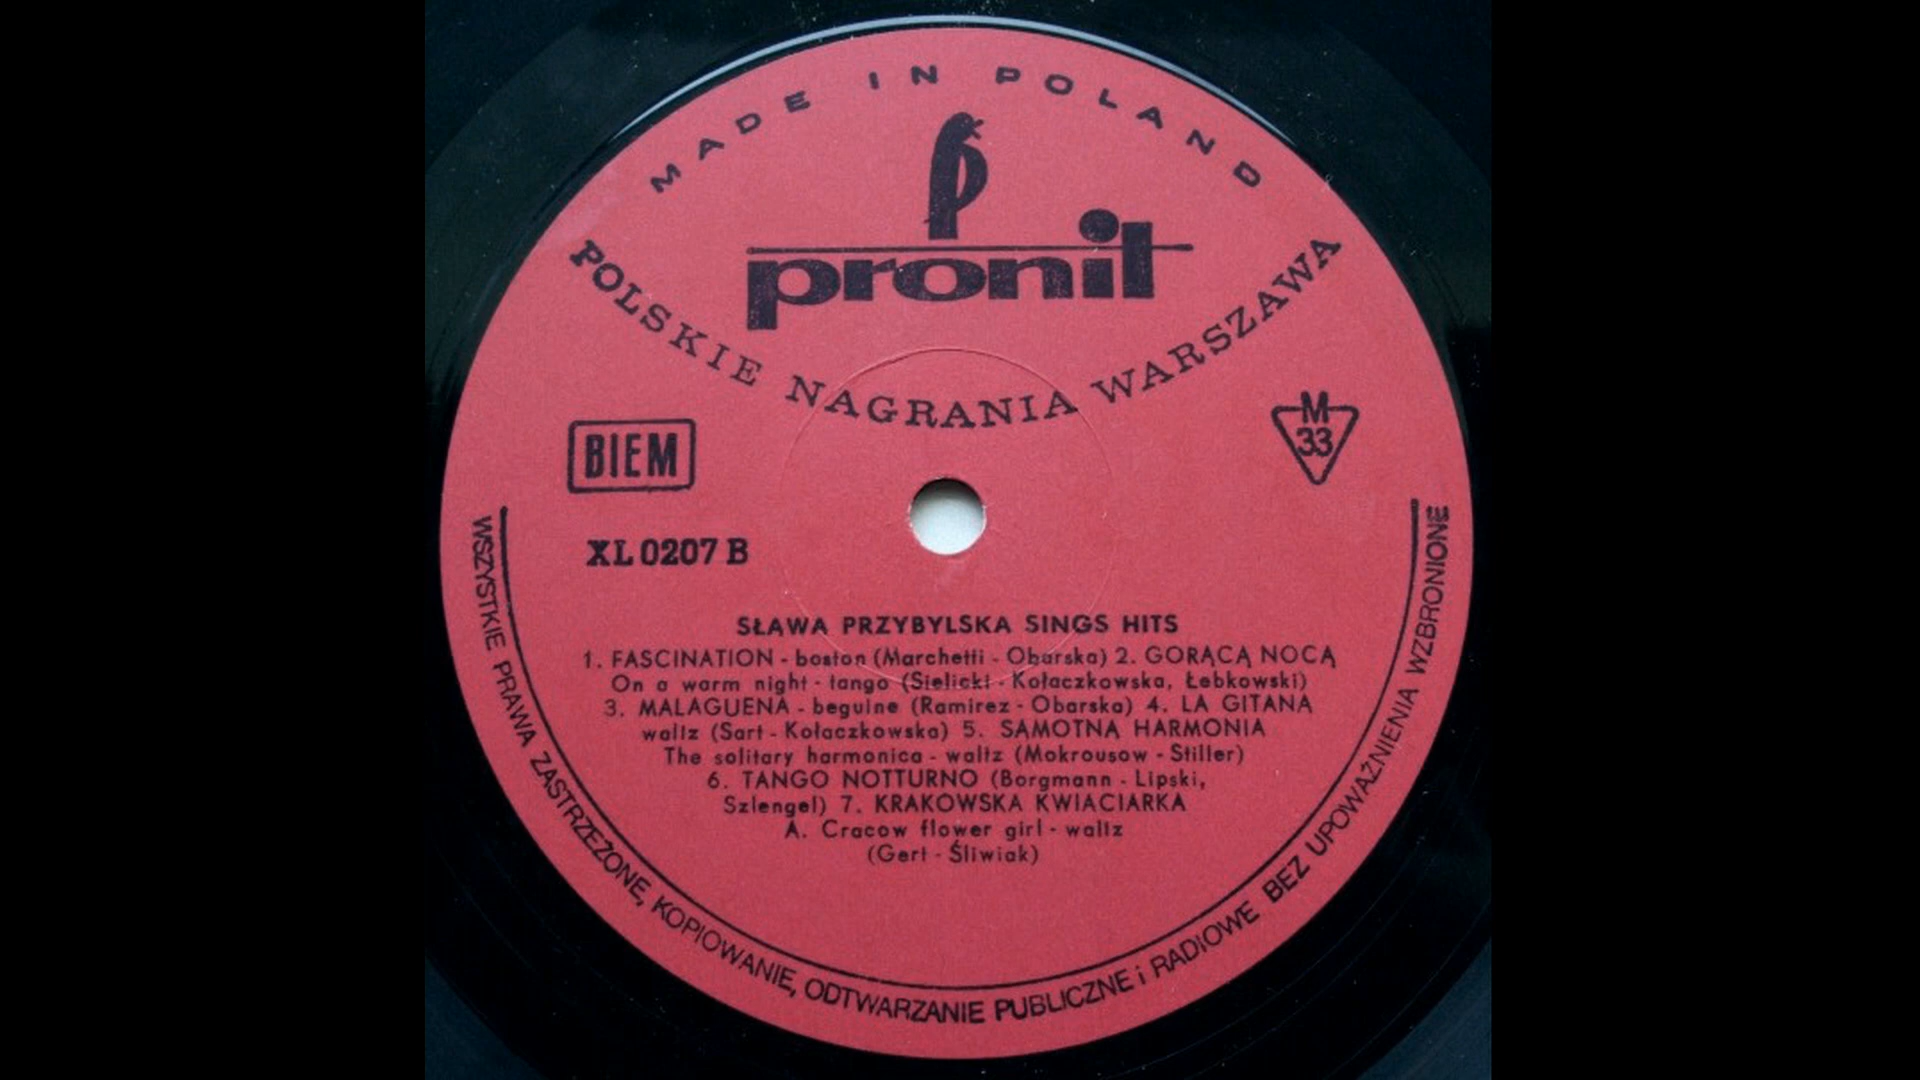 MADE IN POLAND
pronit
POLSKIE NAGRANIA WARSZAWA
BIEM
M
33
XL 0207 B
SŁAWA PRZYBYLSKA SINGS HITS
1. FASCINATION - boston (Marchetti - Obarska) 2. GORĄCĄ NOCĄ
On a warm night - tango (Sielicki - Kołaczkowska, Łebkowski)
3. MALAGUENA - beguine (Ramirez - Obarska) 4. LA GITANA
waltz (Sart - Kołaczkowska) 5. SAMOTNA HARMONIA
The solitary harmonica - waltz (Mokrousow - Stiller)
6. TANGO NOTTURNO (Borgmann - Lipski,
Szlengel) 7. KRAKOWSKA KWIACIARKA
A. Cracow flower girl - waltz
(Gert - Śliwiak)
WSZYSTKIE PRAWA ZASTRZEŻONE, KOPIOWANIE, ODTWARZANIE PUBLICZNE i RADIOWE BEZ UPOWAŻNIENIA WZBRONIONE